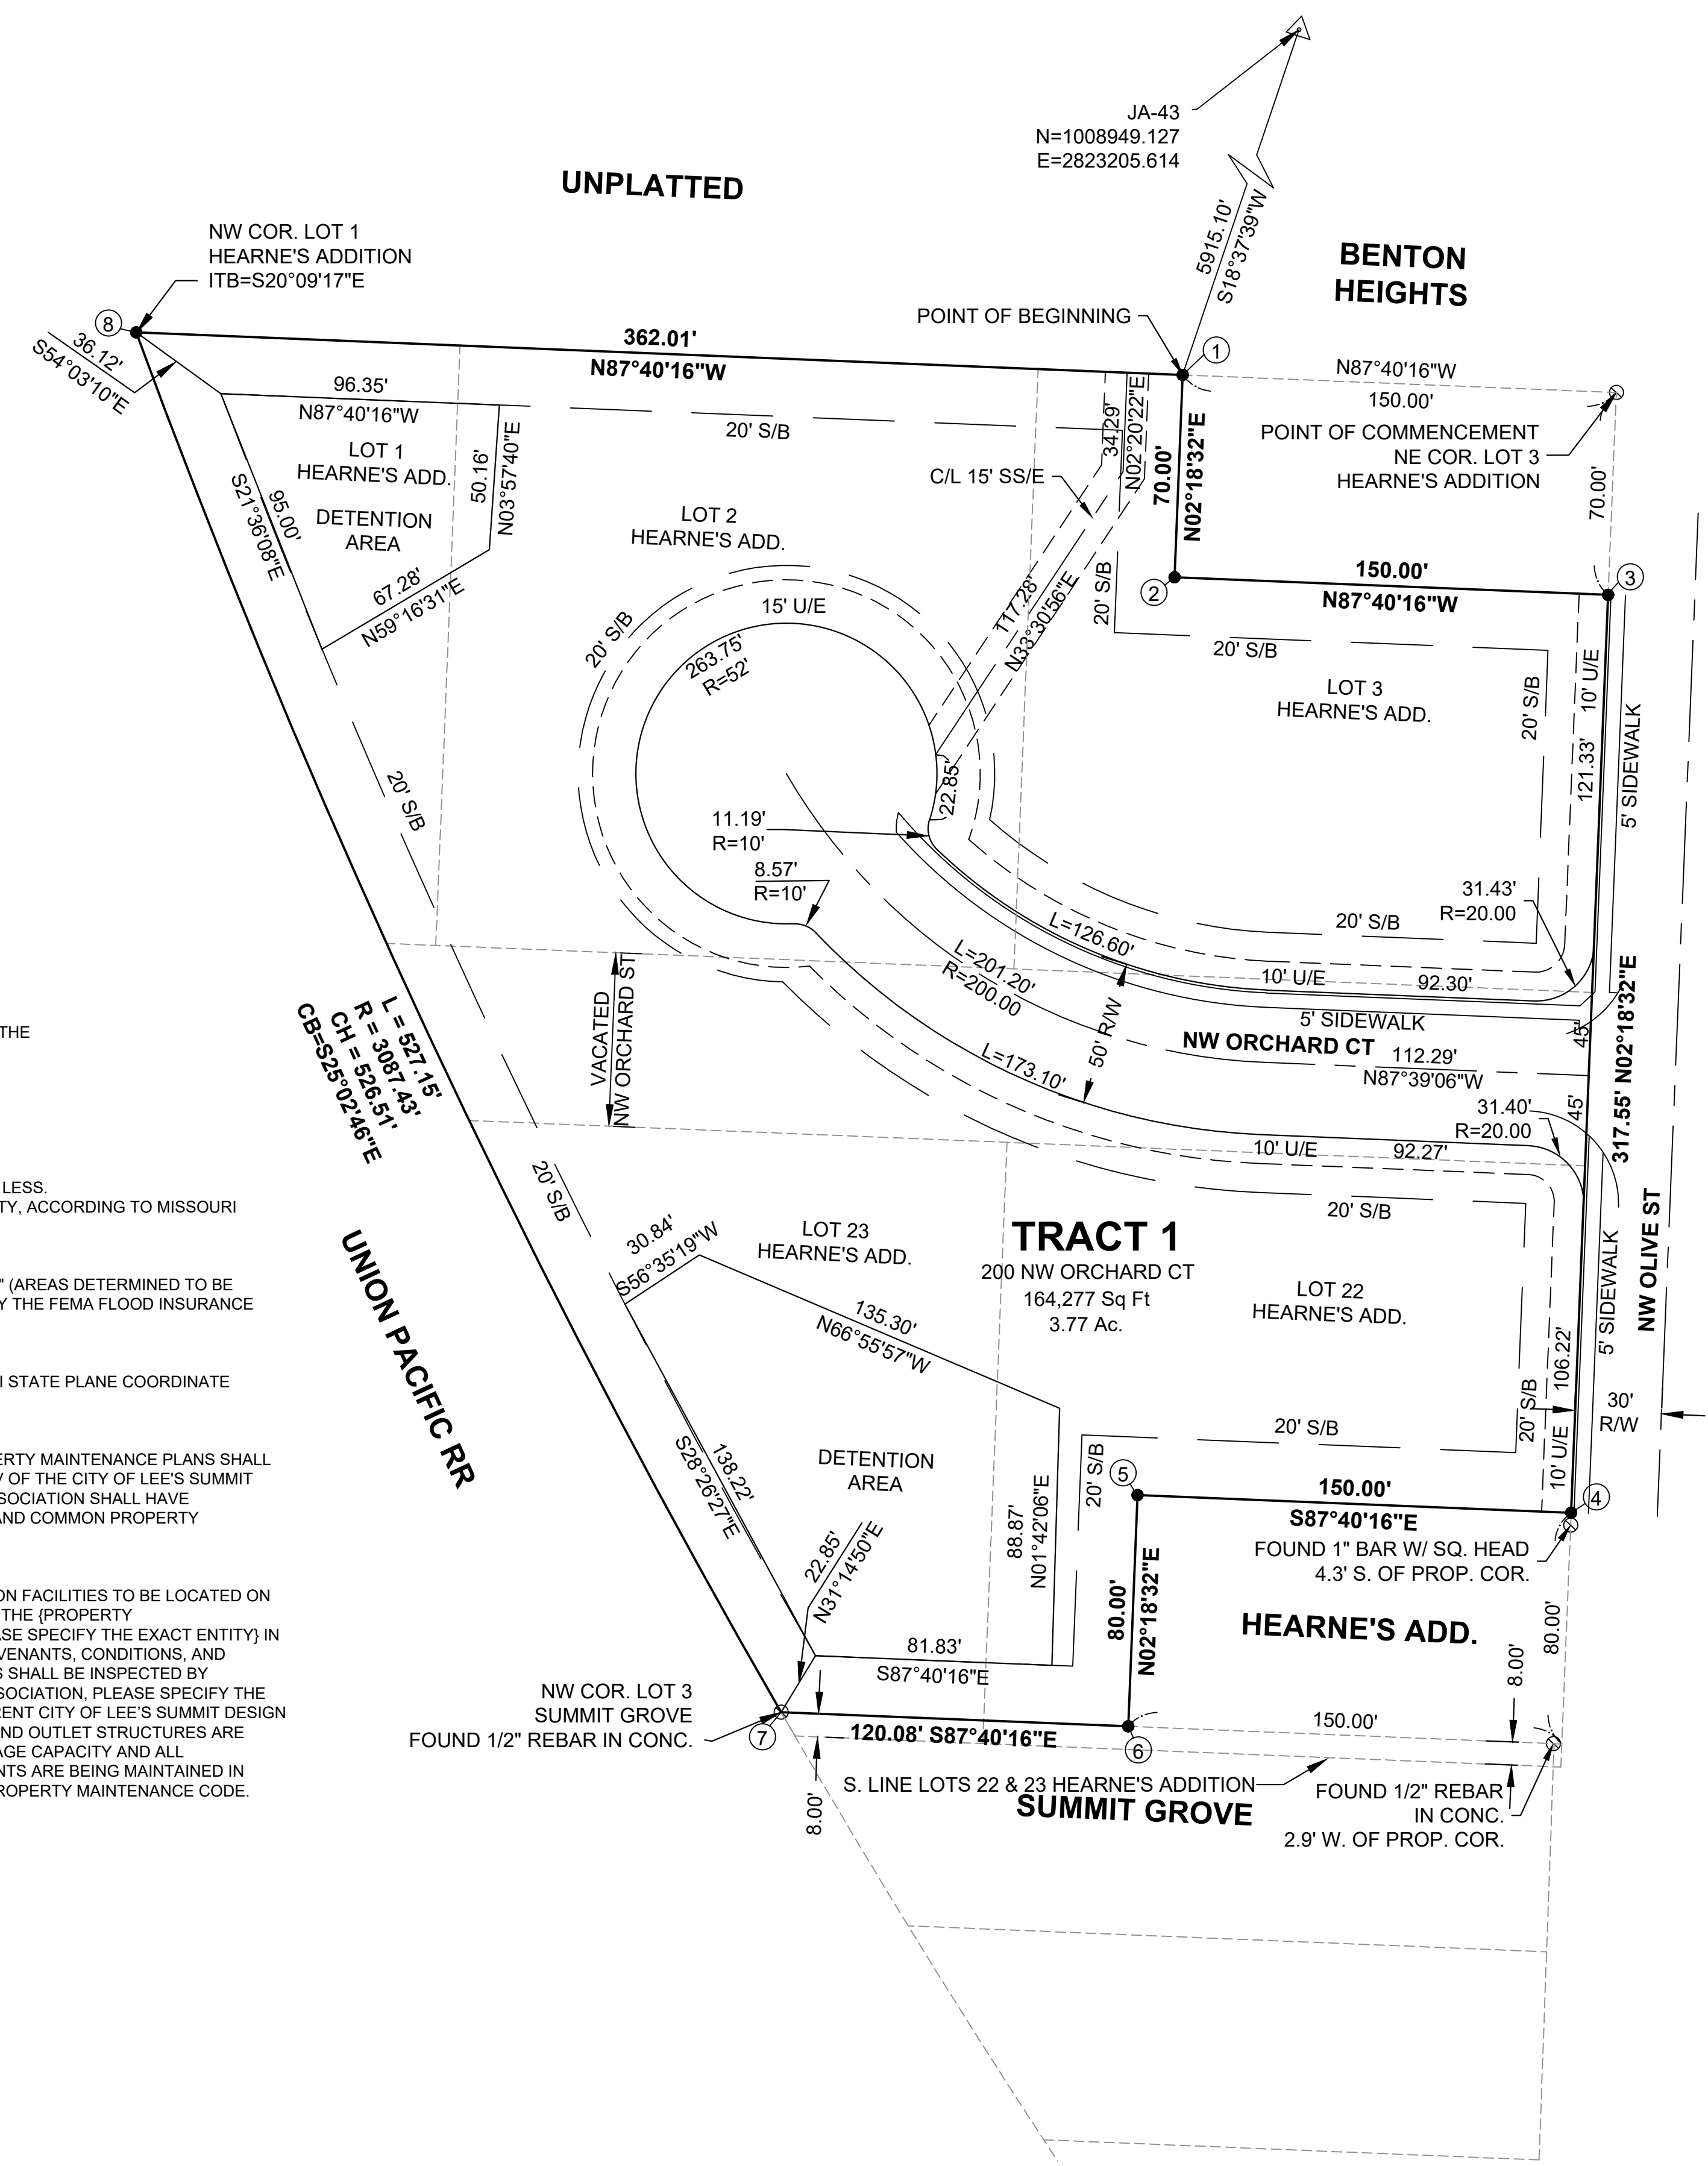 JA-43
N=1008949.127
E=2823205.614
UNPLATTED
NW COR. LOT 1
HEARNE'S ADDITION
ITB=S20°09'17"E
BENTON
HEIGHTS
5915.10'
S18°37'39"W
POINT OF BEGINNING
8
362.01'
N87°40'16"W
1
N87°40'16"W
150.00'
36.12'
S54°03'10"E
96.35'
N87°40'16"W
20' S/B
34.29'
N02°20'22"E
70.00'
N02°18'32"E
POINT OF COMMENCEMENT
NE COR. LOT 3
HEARNE'S ADDITION
70.00'
LOT 1
HEARNE'S ADD.
50.16'
N03°57'40"E
C/L 15' SS/E
DETENTION
AREA
95.00'
S21°36'08"E
LOT 2
HEARNE'S ADD.
67.28'
N59°16'31"E
2
150.00'
N87°40'16"W
3
20' S/B
15' U/E
20' S/B
263.75'
R=52'
117.28'
N33°30'56"E
20' S/B
LOT 3
HEARNE'S ADD.
20' S/B
10' U/E
121.33'
5' SIDEWALK
20' S/B
22.85'
11.19'
R=10'
8.57'
R=10'
31.43'
R=20.00
20' S/B
L=126.60'
L=201.20'
R=200.00
10' U/E
92.30'
5' SIDEWALK
NW ORCHARD CT
112.29'
N87°39'06"W
45'
45'
317.55' N02°18'32"E
VACATED
NW ORCHARD ST
50' R/W
L=173.10'
31.40'
R=20.00
10' U/E
92.27'
20' S/B
L = 527.15'
R = 3087.43'
CH = 526.51'
CB=S25°02'46"E
THE
LESS.
TY, ACCORDING TO MISSOURI
" (AREAS DETERMINED TO BE
Y THE FEMA FLOOD INSURANCE
I STATE PLANE COORDINATE
ERTY MAINTENANCE PLANS SHALL
V OF THE CITY OF LEE'S SUMMIT
SOCIATION SHALL HAVE
AND COMMON PROPERTY
ON FACILITIES TO BE LOCATED ON
THE {PROPERTY
ASE SPECIFY THE EXACT ENTITY} IN
VENANTS, CONDITIONS, AND
S SHALL BE INSPECTED BY
SOCIATION, PLEASE SPECIFY THE
RENT CITY OF LEE'S SUMMIT DESIGN
ND OUTLET STRUCTURES ARE
AGE CAPACITY AND ALL
NTS ARE BEING MAINTAINED IN
ROPERTY MAINTENANCE CODE.
UNION PACIFIC RR
20' S/B
30.84'
S56°35'19"W
LOT 23
HEARNE'S ADD.
TRACT 1
200 NW ORCHARD CT
164,277 Sq Ft
3.77 Ac.
LOT 22
HEARNE'S ADD.
NW OLIVE ST
5' SIDEWALK
135.30'
N66°55'57"W
106.22'
30'
R/W
20' S/B
10' U/E
20' S/B
138.22'
S28°26'27"E
DETENTION
AREA
88.87'
N01°42'06"E
20' S/B
5
150.00'
S87°40'16"E
4
FOUND 1" BAR W/ SQ. HEAD
4.3' S. OF PROP. COR.
22.85'
N31°14'50"E
80.00'
N02°18'32"E
HEARNE'S ADD.
80.00'
8.00'
81.83'
S87°40'16"E
NW COR. LOT 3
SUMMIT GROVE
FOUND 1/2" REBAR IN CONC.
7
120.08' S87°40'16"E
6
150.00'
8.00'
S. LINE LOTS 22 & 23 HEARNE'S ADDITION
SUMMIT GROVE
FOUND 1/2" REBAR
IN CONC.
2.9' W. OF PROP. COR.